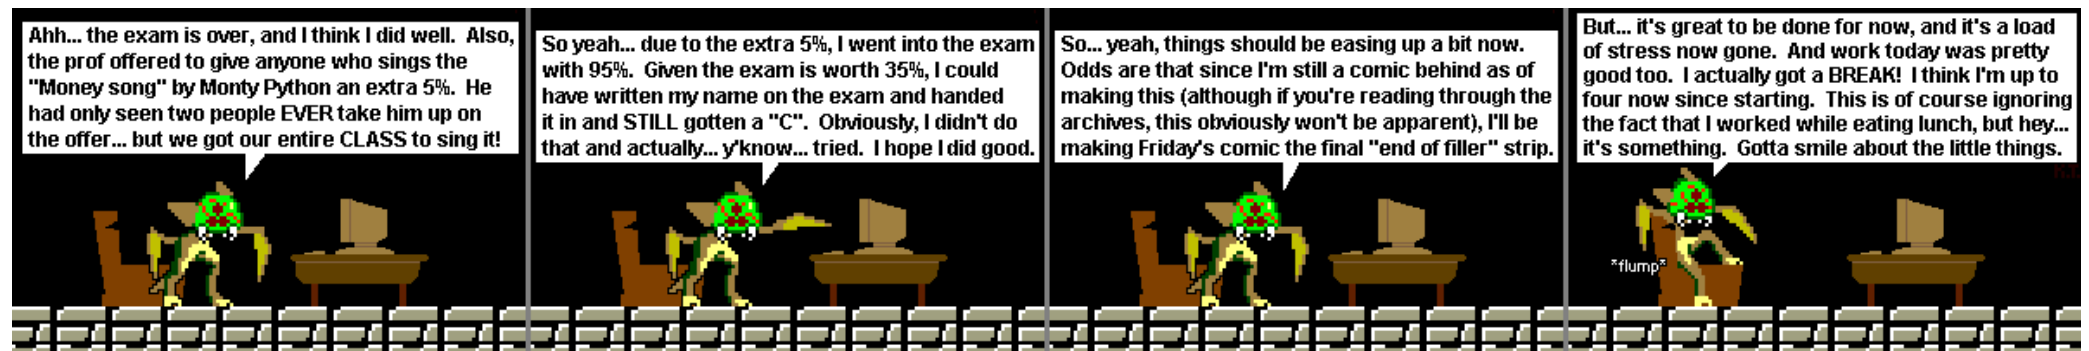 Ahh... the exam is over, and I think I did well. Also,
the prof offered to give anyone who sings the
"Money song" by Monty Python an extra 5%. He
had only seen two people EVER take him up on
the offer... but we got our entire CLASS to sing it!
So yeah... due to the extra 5%, I went into the exam
with 95%. Given the exam is worth 35%, I could
have written my name on the exam and handed
it in and STILL gotten a "C". Obviously, I didn't do
that and actually... y'know... tried. I hope I did good.
So... yeah, things should be easing up a bit now.
Odds are that since I'm still a comic behind as of
making this (although if you're reading through the
archives, this obviously won't be apparent), I'll be
making Friday's comic the final "end of filler" strip.
But... it's great to be done for now, and it's a load
of stress now gone. And work today was pretty
good too. I actually got a BREAK! I think I'm up to
four now since starting. This is of course ignoring
the fact that I worked while eating lunch, but hey...
it's something. Gotta smile about the little things.
*flump*